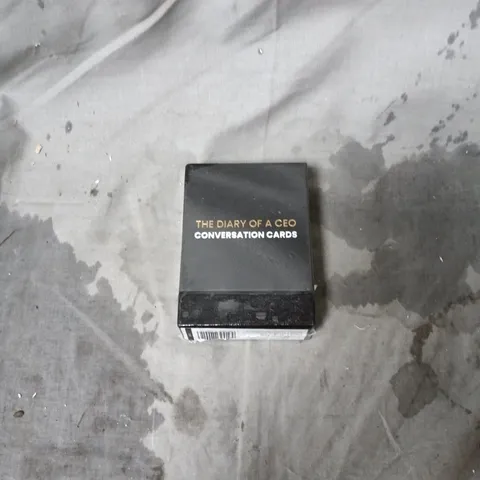 THE DIARY OF A CEO
CONVERSATION CARDS